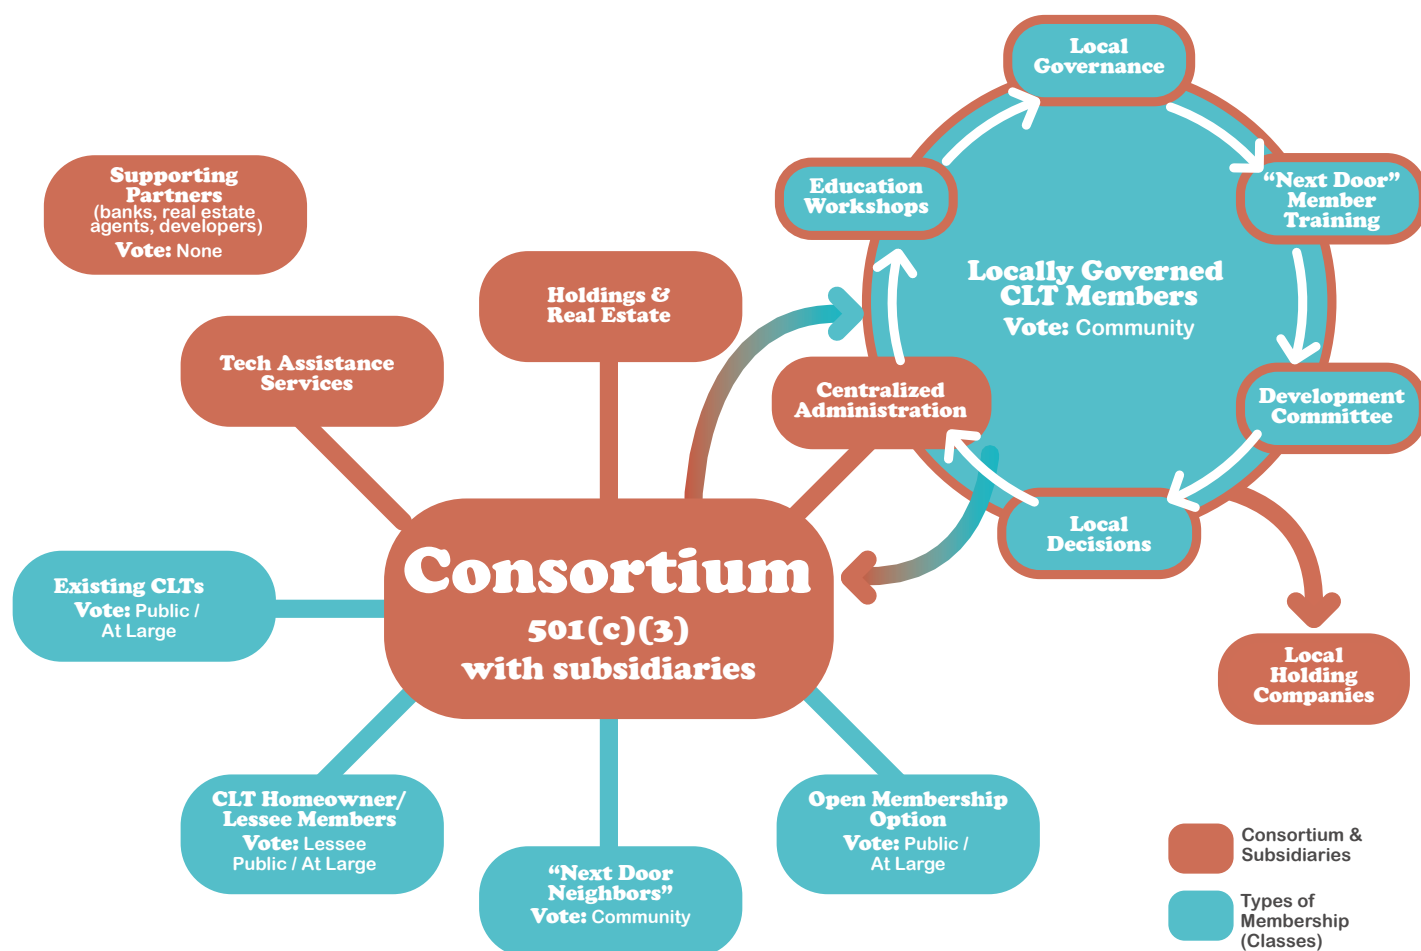 Local
Governance
Supporting
Partners
(banks, real estate
agents, developers)
Vote: None
Education
Workshops
“Next Door”
Member
Training
Locally Governed
CLT Members
Vote: Community
Holdings &
Real Estate
Tech Assistance
Services
Centralized
Administration
Development
Committee
Local
Decisions
Consortium
501(c)(3)
with subsidiaries
Existing CLTs
Vote: Public /
At Large
Local
Holding
Companies
CLT Homeowner/
Lessee Members
Vote: Lessee
Public / At Large
Open Membership
Option
Vote: Public /
At Large
“Next Door
Neighbors”
Vote: Community
Consortium &
Subsidiaries
Types of
Membership
(Classes)